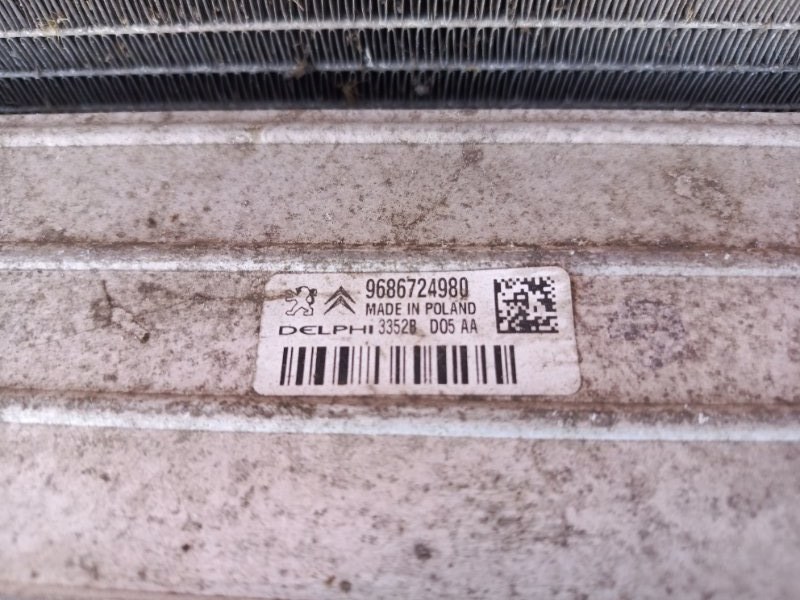 9686724980
MADE IN POLAND
DELPHI 3352B D05 AA